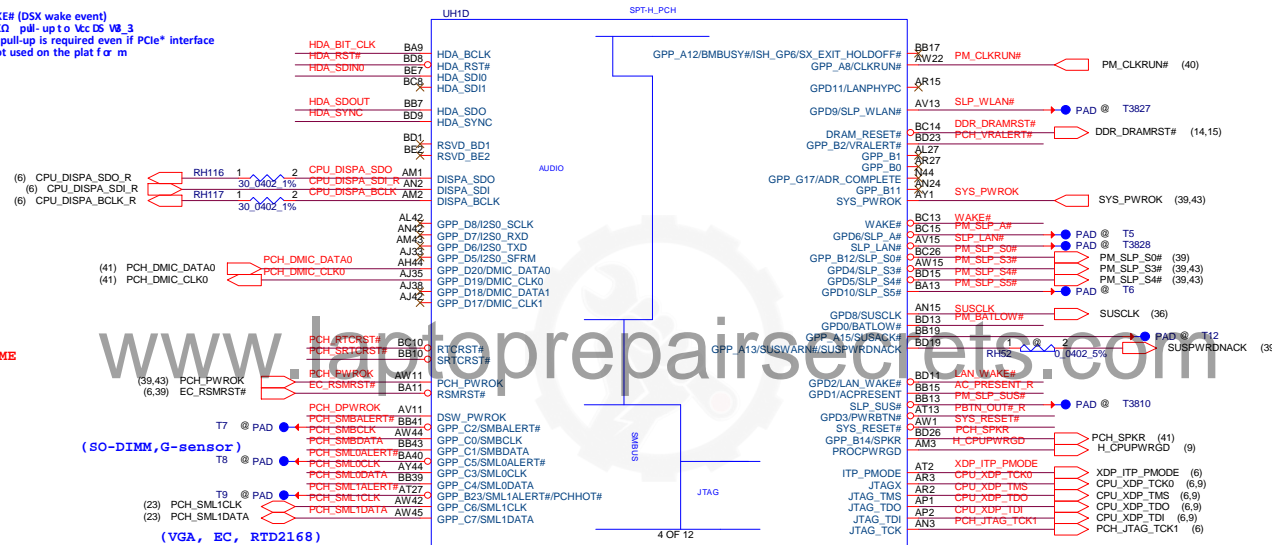 KE# (DSX wake event)
KΩ pull-up to VccDSW3_3
pull-up is required even if PCIe* interface
ot used on the platform
UH1D
SPT-H_PCH
HDA_BIT_CLK BA9 HDA_BCLK
HDA_RST# BD8 HDA_RST#
HDA_SDIN0 BE7 HDA_SDI0
BC8 HDA_SDI1
HDA_SDOUT BB7 HDA_SDO
HDA_SYNC BD9 HDA_SYNC
BD1 RSVD_BD1
BE2 RSVD_BE2
AUDIO
(6) CPU_DISPA_SDO_R RH116 1 2 CPU_DISPA_SDO AM1 DISPA_SDO
30_0402_1%
(6) CPU_DISPA_SDI_R CPU_DISPA_SDI_R AN2 DISPA_SDI
(6) CPU_DISPA_BCLK_R RH117 1 2 CPU_DISPA_BCLK AM2 DISPA_BCLK
30_0402_1%
AL42 GPP_D8/I2S0_SCLK
AN42 GPP_D7/I2S0_RXD
AM43 GPP_D6/I2S0_TXD
AJ33 GPP_D5/I2S0_SFRM
(41) PCH_DMIC_DATA0 PCH_DMIC_DATA0 AH44 GPP_D20/DMIC_DATA0
(41) PCH_DMIC_CLK0 PCH_DMIC_CLK0 AJ35 GPP_D19/DMIC_CLK0
AJ38 GPP_D18/DMIC_DATA1
AJ42 GPP_D17/DMIC_CLK1
ME
PCH_RTCRST# BC10 RTCRST#
PCH_SRTCRST# BB10 SRTCRST#
(39,43) PCH_PWROK PCH_PWROK AW11 PCH_PWROK
(6,39) EC_RSMRST# EC_RSMRST# BA11 RSMRST#
PCH_DPWROK AV11 DSW_PWROK
T7 @ PAD PCH_SMBALERT# BB41 GPP_C2/SMBALERT#
PCH_SMBCLK AW44 GPP_C0/SMBCLK
(SO-DIMM,G-sensor) PCH_SMBDATA BB43 GPP_C1/SMBDATA
T8 @ PAD PCH_SML0ALERT# BA40 GPP_C5/SML0ALERT#
PCH_SML0CLK AY44 GPP_C3/SML0CLK
PCH_SML0DATA BB39 GPP_C4/SML0DATA
T9 @ PAD PCH_SML1ALERT# AT27 GPP_B23/SML1ALERT#/PCHHOT#
(23) PCH_SML1CLK PCH_SML1CLK AW42 GPP_C6/SML1CLK
(23) PCH_SML1DATA PCH_SML1DATA AW45 GPP_C7/SML1DATA
(VGA, EC, RTD2168)
SMBUS
JTAG
4 OF 12
GPP_A12/BMBUSY#/ISH_GP6/SX_EXIT_HOLDOFF# BB17
GPP_A8/CLKRUN# AW22 PM_CLKRUN# PM_CLKRUN# (40)
GPD11/LANPHYPC AR15
GPD9/SLP_WLAN# AV13 SLP_WLAN# PAD @ T3827
DRAM_RESET# BC14 DDR_DRAMRST# DDR_DRAMRST# (14,15)
GPP_B2/VRALERT# BD23 PCH_VRALERT#
GPP_B1 AL27
GPP_B0 AR27
GPP_G17/ADR_COMPLETE N44
GPP_B11 AN24
SYS_PWROK AY1 SYS_PWROK SYS_PWROK (39,43)
WAKE# BC13 WAKE#
GPD6/SLP_A# BC15 PM_SLP_A# PAD @ T5
SLP_LAN# AV15 SLP_LAN# PAD @ T3828
GPP_B12/SLP_S0# BC26 PM_SLP_S0# PM_SLP_S0# (39)
GPD4/SLP_S3# AW15 PM_SLP_S3# PM_SLP_S3# (39,43)
GPD5/SLP_S4# BD15 PM_SLP_S4# PM_SLP_S4# (39,43)
GPD10/SLP_S5# BA13 PM_SLP_S5# PAD @ T6
GPD8/SUSCLK AN15 SUSCLK SUSCLK (36)
GPD0/BATLOW# BD13 PM_BATLOW#
GPP_A15/SUSACK# BB19 PAD @ T12
GPP_A13/SUSWARN#/SUSPWRDNACK BD19 1 @ 2 SUSPWRDNACK (39
RH52 0_0402_5%
GPD2/LAN_WAKE# BD11 LAN_WAKE#
GPD1/ACPRESENT BB15 AC_PRESENT_R
SLP_SUS# BB13 PM_SLP_SUS# PAD @ T3810
GPD3/PWRBTN# AT13 PBTN_OUT#_R
SYS_RESET# AW1 SYS_RESET#
GPP_B14/SPKR BD26 PCH_SPKR PCH_SPKR (41)
PROCPWRGD AM3 H_CPUPWRGD H_CPUPWRGD (9)
ITP_PMODE AT2 XDP_ITP_PMODE XDP_ITP_PMODE (6)
JTAGX AR3 CPU_XDP_TCK0 CPU_XDP_TCK0 (6,9)
JTAG_TMS AR2 CPU_XDP_TMS CPU_XDP_TMS (6,9)
JTAG_TDO AP1 CPU_XDP_TDO CPU_XDP_TDO (6,9)
JTAG_TDI AP2 CPU_XDP_TDI CPU_XDP_TDI (6,9)
JTAG_TCK AN3 PCH_JTAG_TCK1 PCH_JTAG_TCK1 (6)
www.laptoprepairsecrets.com